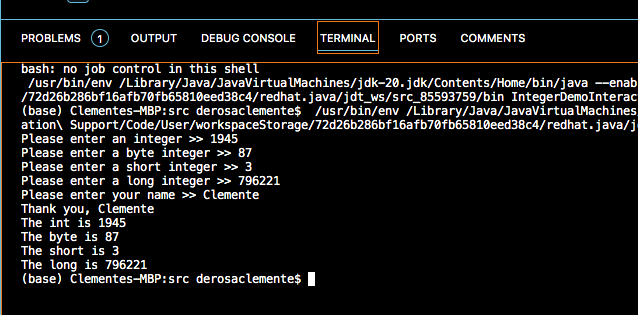 PROBLEMS 1 OUTPUT DEBUG CONSOLE TERMINAL PORTS COMMENTS
bash: no job control in this shell
/usr/bin/env /Library/Java/JavaVirtualMachines/jdk-20.jdk/Contents/Home/bin/java --enab
/72d26b286bf16afb70fb65810eed38c4/redhat.java/jdt_ws/src_85593759/bin IntegerDemoInterac
(base) Clementes-MBP:src derosaclemente$ /usr/bin/env /Library/Java/JavaVirtualMachines
ation\ Support/Code/User/workspaceStorage/72d26b286bf16afb70fb65810eed38c4/redhat.java/j
Please enter an integer >> 1945
Please enter a byte integer >> 87
Please enter a short integer >> 3
Please enter a long integer >> 796221
Please enter your name >> Clemente
Thank you, Clemente
The int is 1945
The byte is 87
The short is 3
The long is 796221
(base) Clementes-MBP:src derosaclemente$